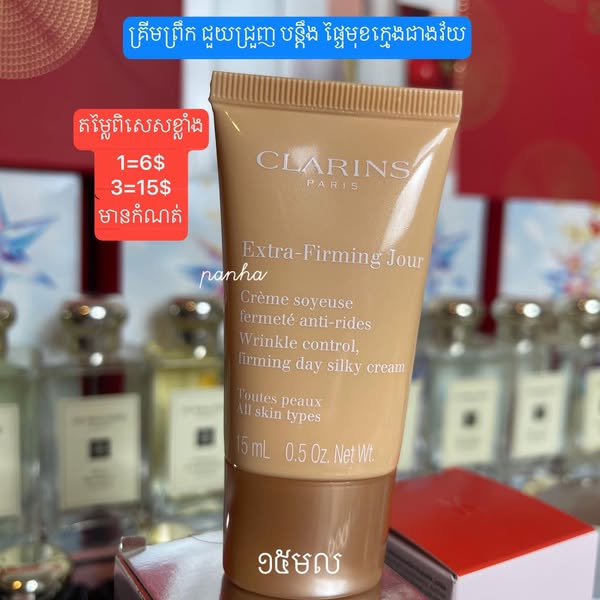 គ្រីមព្រឹក ជួយជ្រួញ បន្តឹង ផ្ទៃមុខក្មេងជាងវ័យ
តម្លៃពិសេសខ្លាំង
1=6$
3=15$
មានកំណត់
CLARINS
PARIS
Extra-Firming Jour
panha
Crème soyeuse
fermeté anti-rides
Wrinkle control,
firming day silky cream
Toutes peaux
All skin types
15 mL 0.5 Oz. Net Wt.
១៥មល